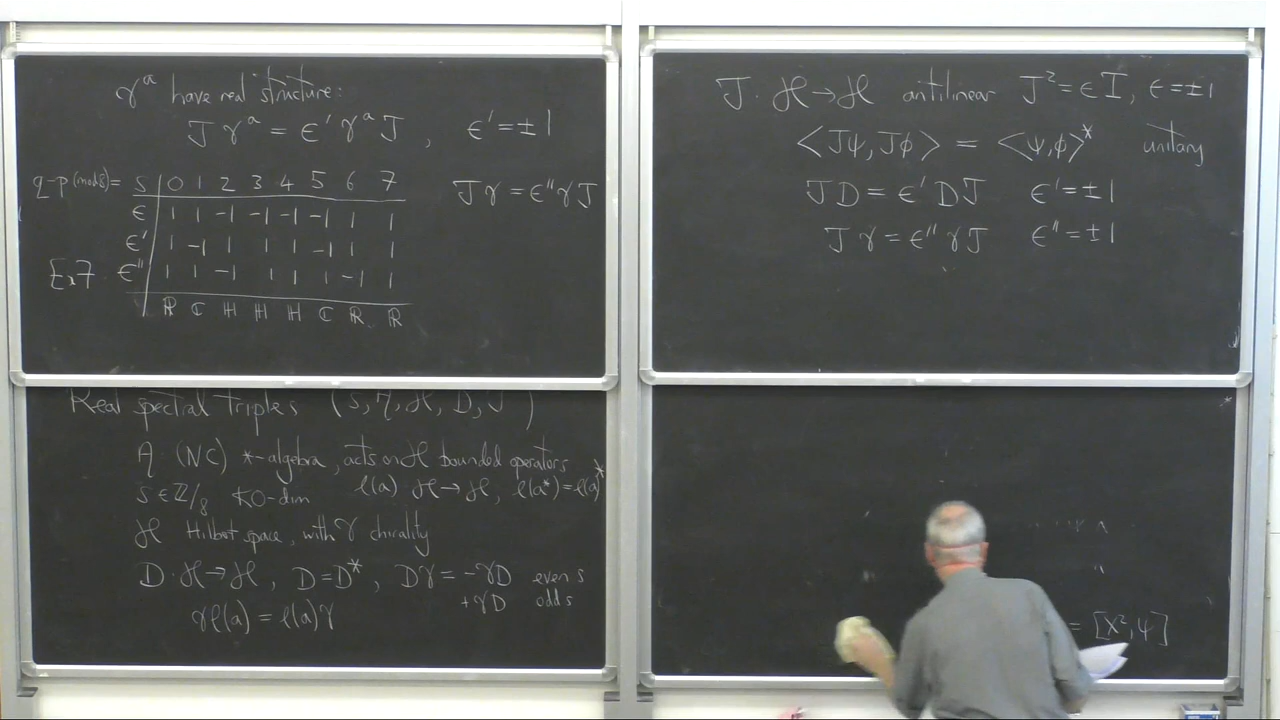 γᵃ have real structure:
Jγᵃ = ϵ′γᵃJ , ϵ′=±1
q-p (mod 8)= S 0 1 2 3 4 5 6 7
Jγ = ϵ″γJ
ϵ 1 1 -1 -1 -1 -1 1 1
ϵ′ 1 -1 1 1 1 -1 1 1
Ex7. ϵ″ 1 1 -1 1 1 1 -1 1
ℝ ℂ ℍ ℍ ℍ ℂ ℝ ℝ
Real spectral triples (S, A, ℋ, D, J)
A (NC) *-algebra, acts on ℋ bounded operators
S∈ℤ/8 KO-dim ℓ(a) ℋ→ℋ, ℓ(a*)=ℓ(a)*
ℋ Hilbert space, with γ chirality
D: ℋ→ℋ, D=D*, Dγ = -γD even s
+γD odd s
γℓ(a) = ℓ(a)γ
J: ℋ→ℋ antilinear J²=ϵI, ϵ=±1
<Jψ,Jφ> = <ψ,φ>* unitary
JD = ϵ′DJ ϵ′=±1
Jγ = ϵ″γJ ϵ″=±1
= [X²,ψ]